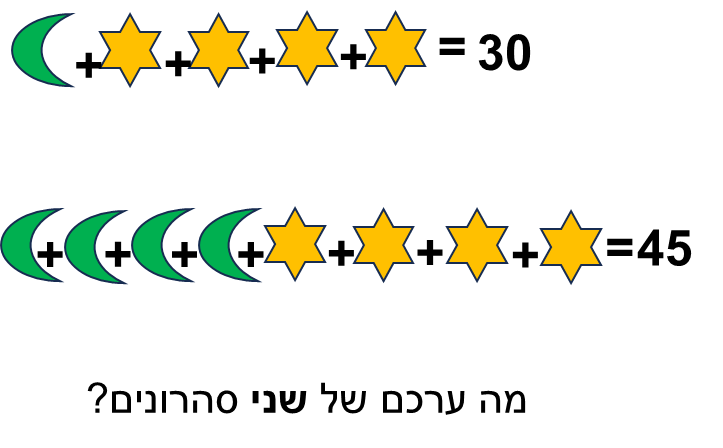 + + + + = 30
+ + + + + + + =45
מה ערכם של שני סהרונים?